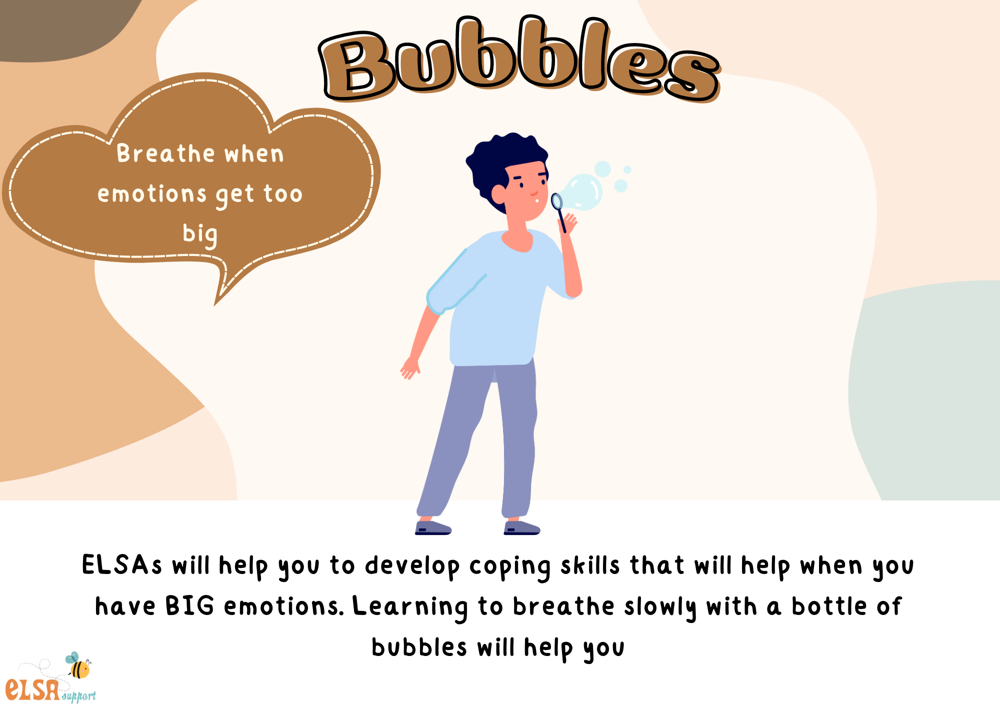 Bubbles
Breathe when
emotions get too
big
ELSAs will help you to develop coping skills that will help when you
have BIG emotions. Learning to breathe slowly with a bottle of
bubbles will help you
eLSA support